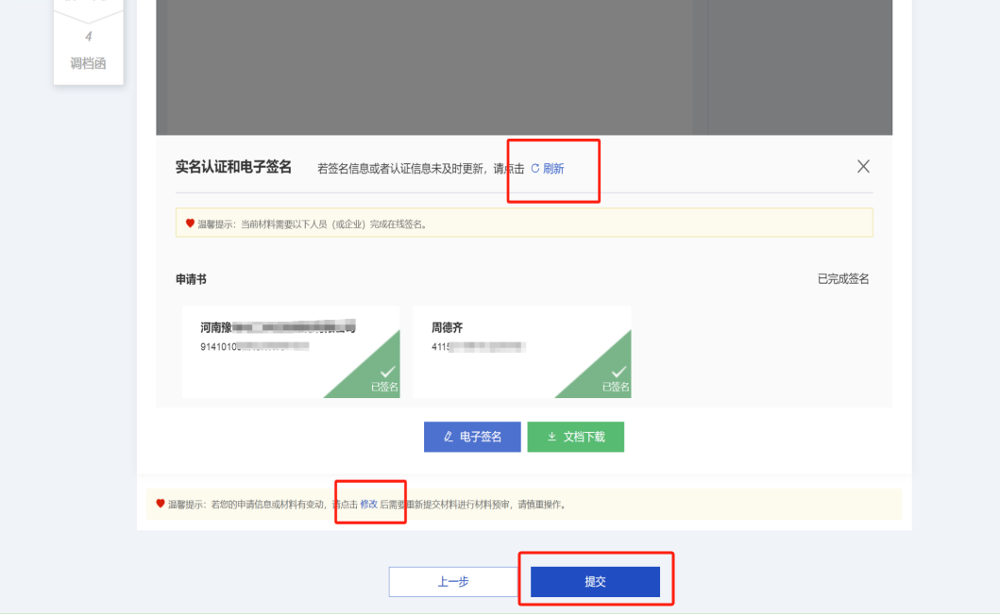 4
调档函
实名认证和电子签名 若签名信息或者认证信息未及时更新，请点击 刷新
温馨提示：当前材料需要以下人员（或企业）完成在线签名。
申请书 已完成签名
河南豫
9141010
已签名
周德齐
411
已签名
电子签名 文档下载
温馨提示：若您的申请信息或材料有变动，请点击 修改 后需要重新提交材料进行材料预审，请慎重操作。
上一步 提交